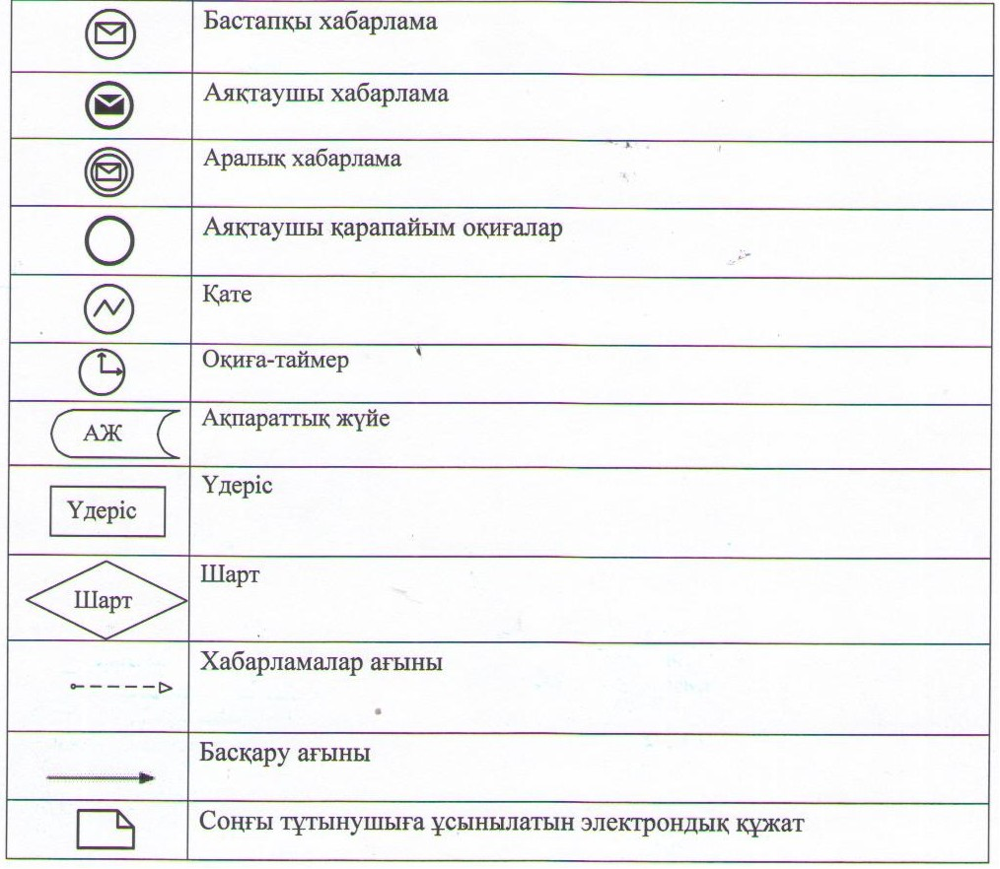 Бастапқы хабарлама
Аяқтаушы хабарлама
Аралық хабарлама
Аяқтаушы қарапайым оқиғалар
Қате
Оқиға-таймер
АЖ
Ақпараттық жүйе
Үдеріс
Үдеріс
Шарт
Шарт
Хабарламалар ағыны
Басқару ағыны
Соңғы тұтынушыға ұсынылатын электрондық құжат